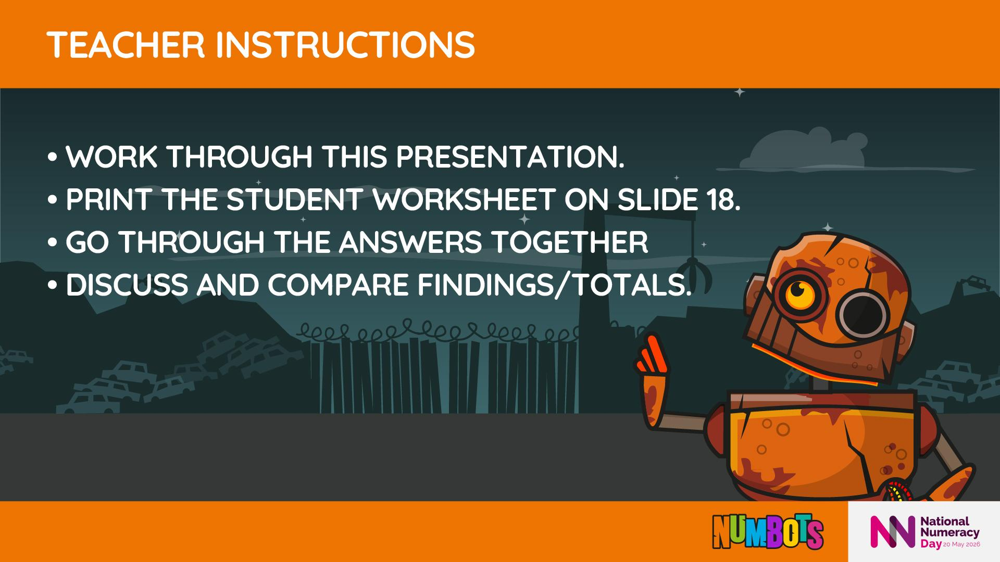 TEACHER INSTRUCTIONS
• WORK THROUGH THIS PRESENTATION.
• PRINT THE STUDENT WORKSHEET ON SLIDE 18.
• GO THROUGH THE ANSWERS TOGETHER
• DISCUSS AND COMPARE FINDINGS/TOTALS.
NUMBOTS
National
Numeracy
Day 20 May 2026